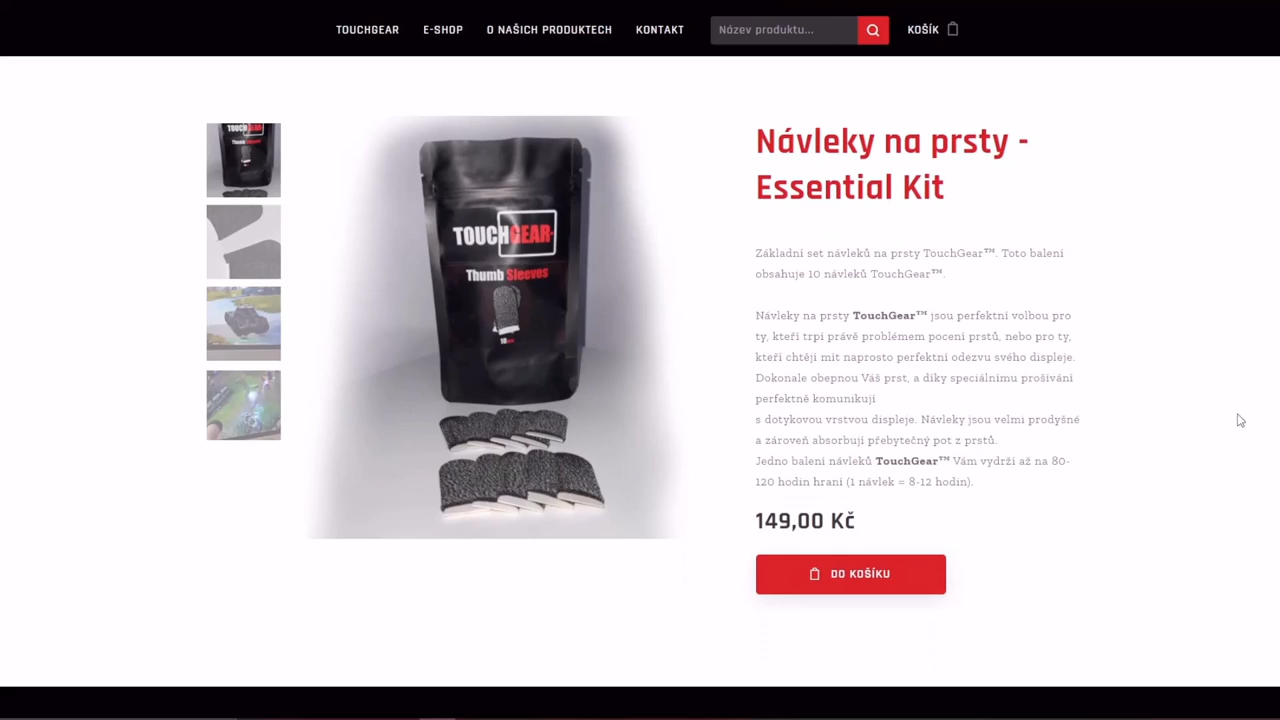 TOUCHGEAR E-SHOP O NAŠICH PRODUKTECH KONTAKT Název produktu... KOŠÍK
TOUCHGEAR
Thumb Sleeves
TOUCHGEAR
Thumb Sleeves
Návleky na prsty -
Essential Kit
Základní set návleků na prsty TouchGear™. Toto balení
obsahuje 10 návleků TouchGear™.
Návleky na prsty TouchGear™ jsou perfektní volbou pro
ty, kteří trpí právě problémem pocení prstů, nebo pro ty,
kteří chtějí mít naprosto perfektní odezvu svého displeje.
Dokonale obepnou Váš prst, a díky speciálnímu prošívání
perfektně komunikují
s dotykovou vrstvou displeje. Návleky jsou velmi prodyšné
a zároveň absorbují přebytečný pot z prstů.
Jedno balení návleků TouchGear™ Vám vydrží až na 80-
120 hodin hraní (1 návlek = 8-12 hodin).
149,00 Kč
DO KOŠÍKU